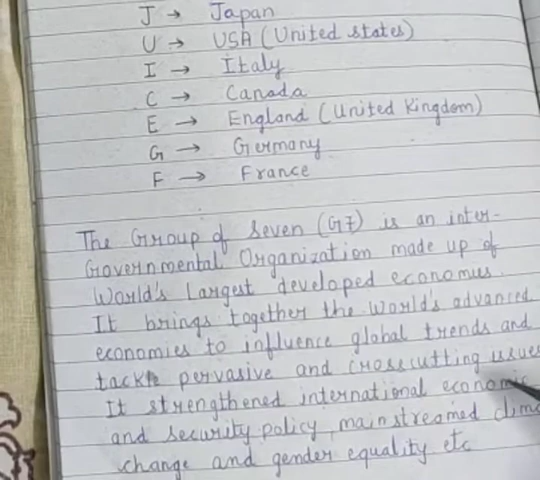 J → Japan
U → USA (United states)
I → Italy
C → Canada
E → England (United Kingdom)
G → Germany
F → France
The Group of Seven (G7) is an inter-
Governmental Organization made up of
World's Largest developed economies.
It brings together the World's advanced
economies to influence global trends and
tackle pervasive and crosscutting issues
It strengthened international economic
and security policy, mainstreamed clima
change and gender equality etc